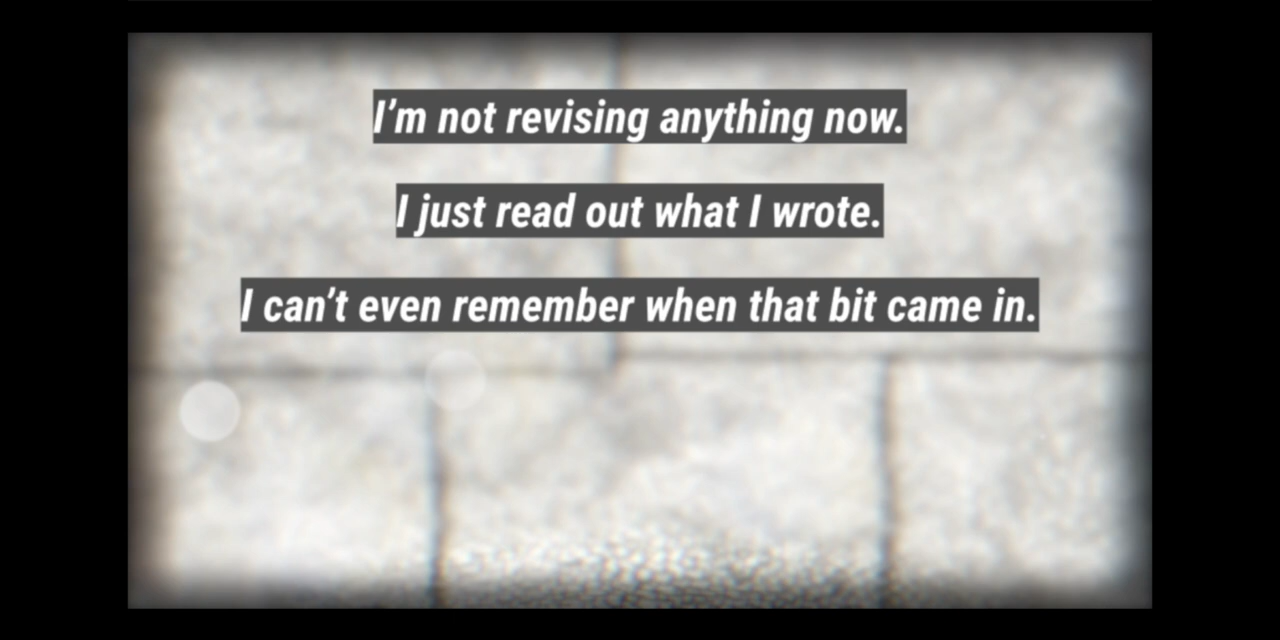 I’m not revising anything now.
I just read out what I wrote.
I can’t even remember when that bit came in.